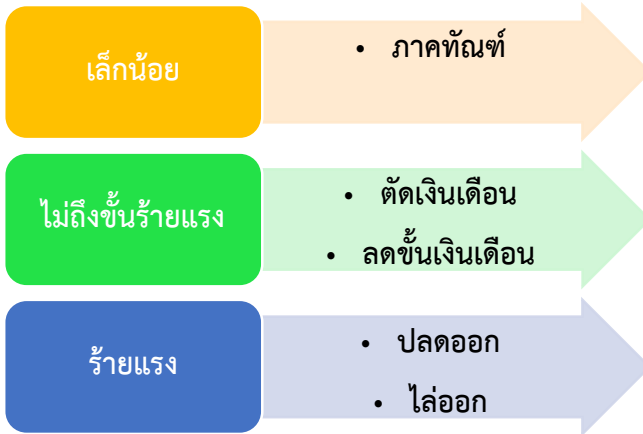 เล็กน้อย
• ภาคทัณฑ์
ไม่ถึงขั้นร้ายแรง
• ตัดเงินเดือน
• ลดขั้นเงินเดือน
ร้ายแรง
• ปลดออก
• ไล่ออก